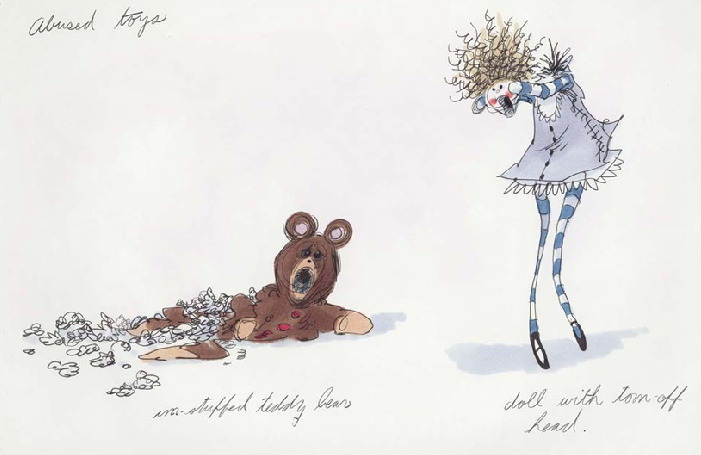 abused toys
un-stuffed teddy bear
doll with torn-off
head.